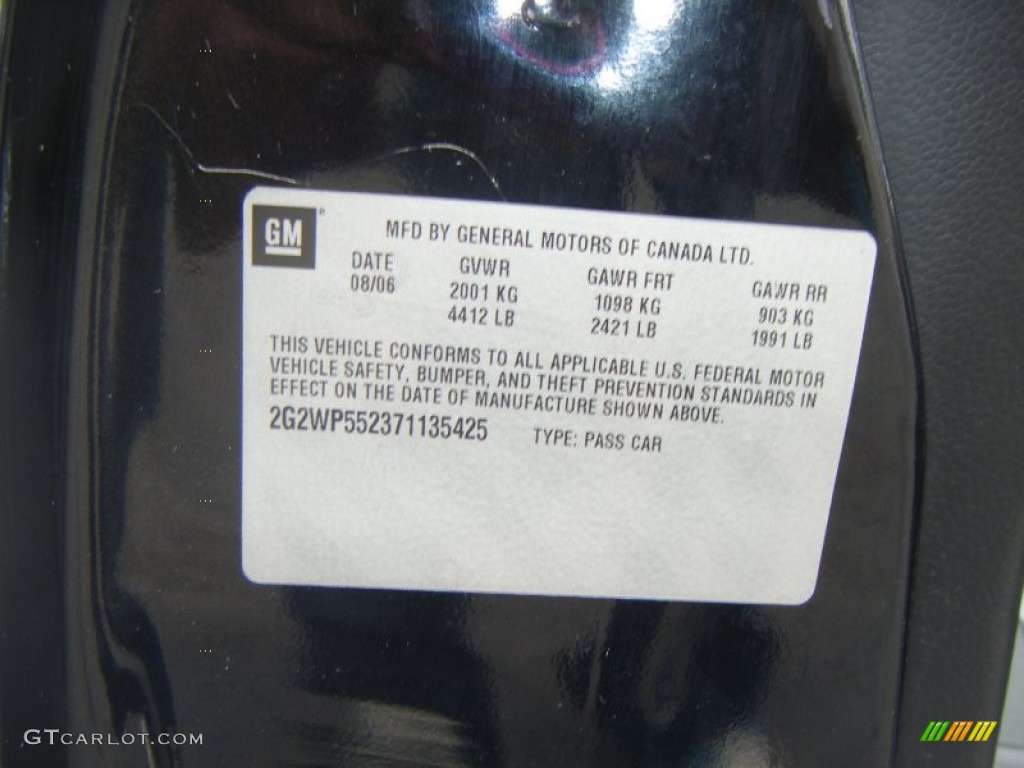 GM
MFD BY GENERAL MOTORS OF CANADA LTD.
DATE GVWR GAWR FRT GAWR RR
08/06 2001 KG 1098 KG 903 KG
4412 LB 2421 LB 1991 LB
THIS VEHICLE CONFORMS TO ALL APPLICABLE U.S. FEDERAL MOTOR
VEHICLE SAFETY, BUMPER, AND THEFT PREVENTION STANDARDS IN
EFFECT ON THE DATE OF MANUFACTURE SHOWN ABOVE.
2G2WP552371135425 TYPE: PASS CAR
GTCARLOT.COM